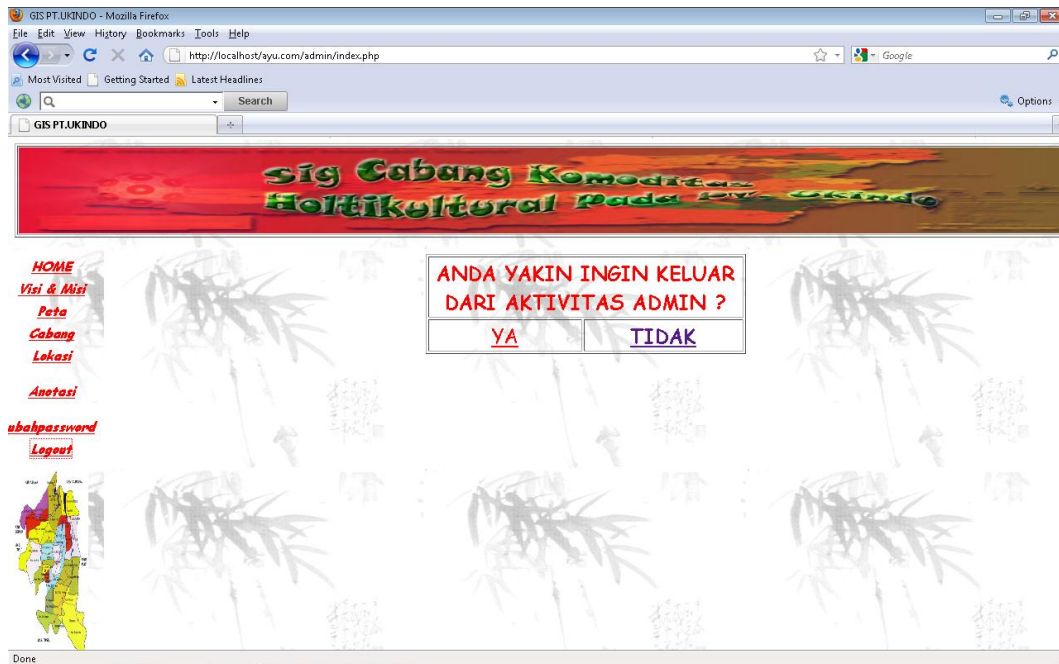 GIS PT.UKINDO - Mozilla Firefox
File Edit View History Bookmarks Tools Help
http://localhost/ayu.com/admin/index.php
Google
Most Visited Getting Started Latest Headlines
Search Options
GIS PT.UKINDO
Sig Cabang Komoditas
Holtikultural Pada PT. Ukindo
HOME
Visi & Misi
Peta
Cabang
Lokasi
Anotasi
ubahpassword
Logout
ANDA YAKIN INGIN KELUAR
DARI AKTIVITAS ADMIN ?
YA TIDAK
Done